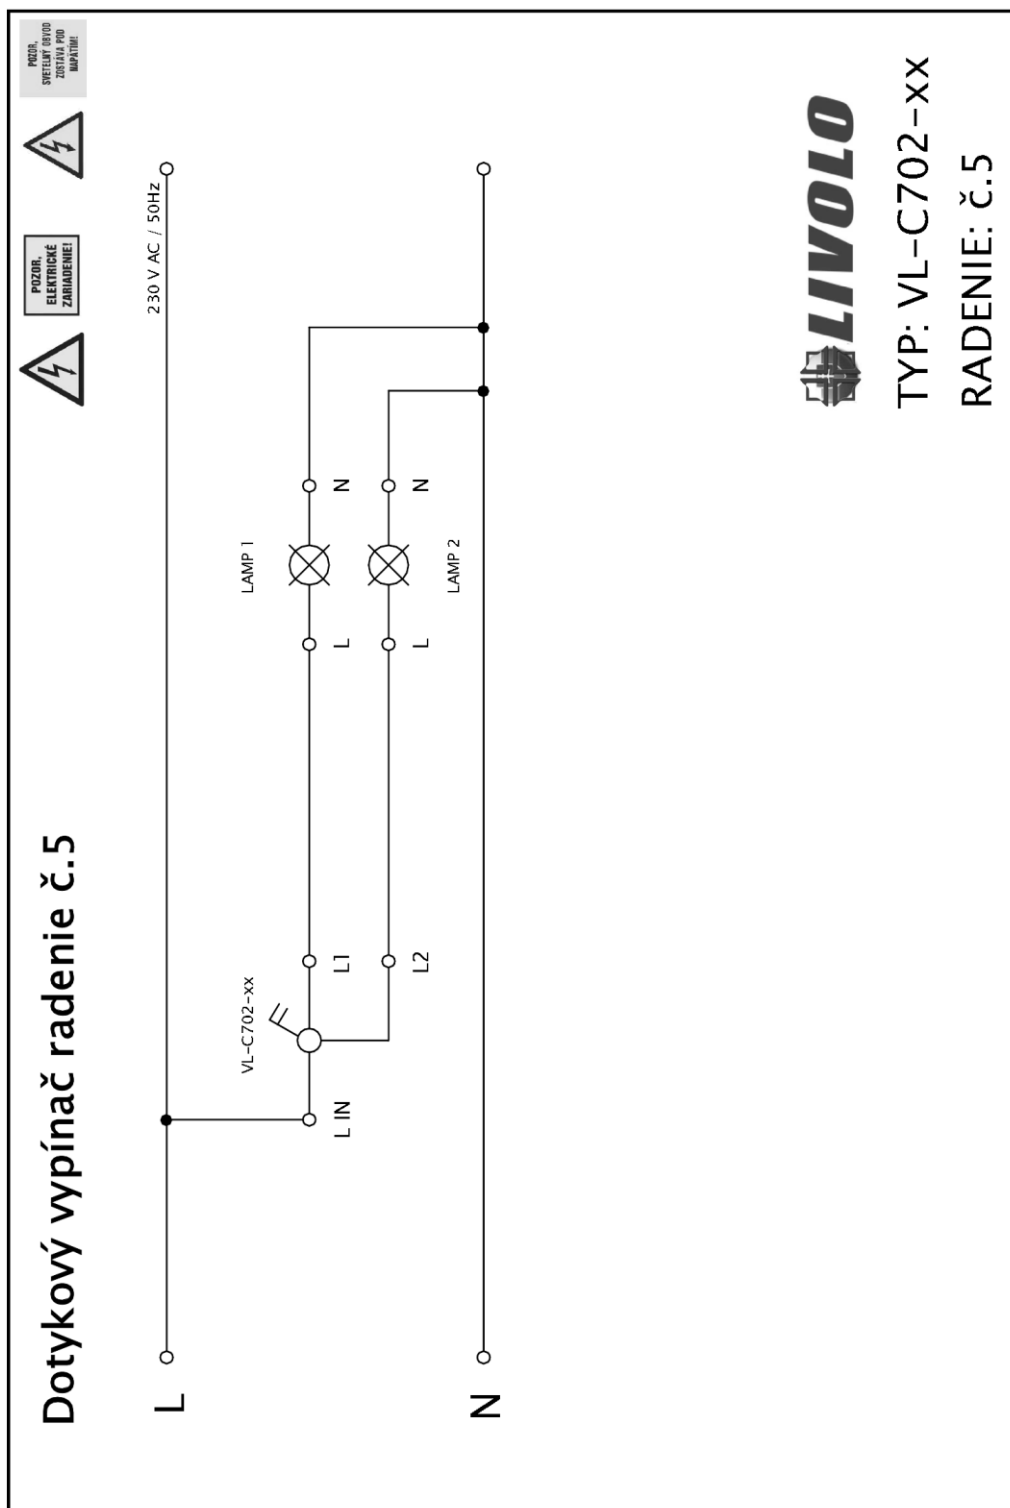 Dotykový vypínač radenie č.5
POZOR,
ELEKTRICKÉ
ZARIADENIE!
POZOR,
SVETELNÝ OBVOD
ZOSTÁVA POD
NAPÄTÍM!
L
230 V AC / 50Hz
VL-C702-xx
LAMP 1
L IN
L1
L
N
L2
L
N
LAMP 2
N
LIVOLO
TYP: VL-C702-xx
RADENIE: č.5